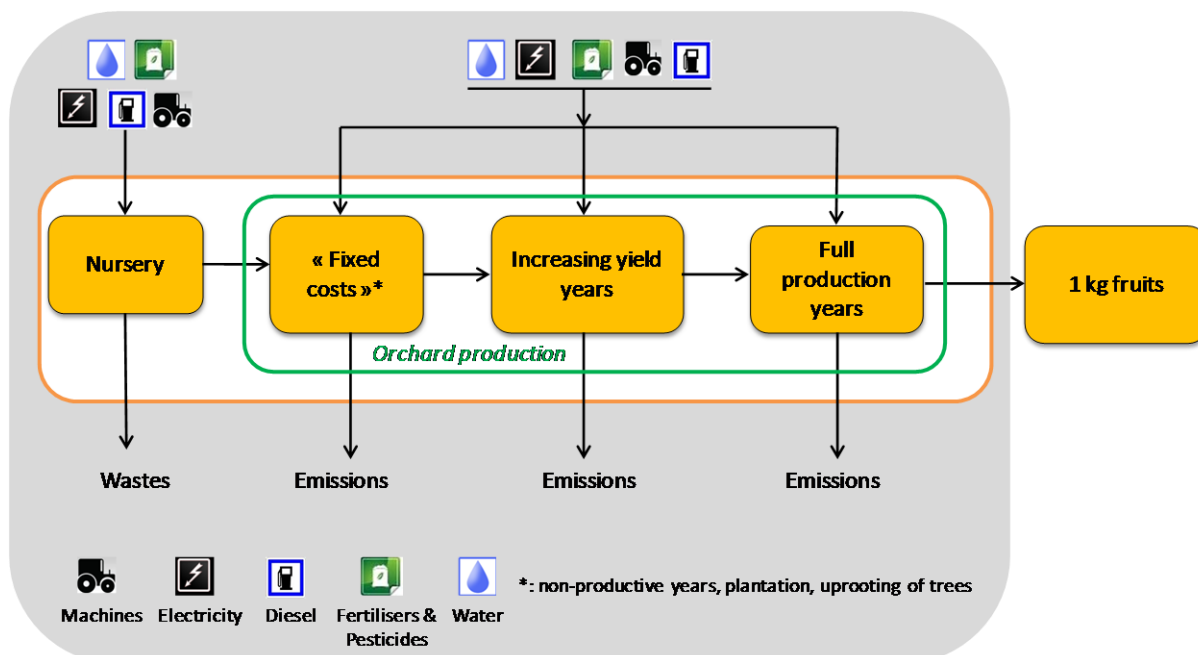 Nursery
« Fixed
costs »*
Increasing yield
years
Full
production
years
1 kg fruits
Orchard production
Wastes
Emissions
Emissions
Emissions
*: non-productive years, plantation, uprooting of trees
Machines
Electricity
Diesel
Fertilisers &
Pesticides
Water